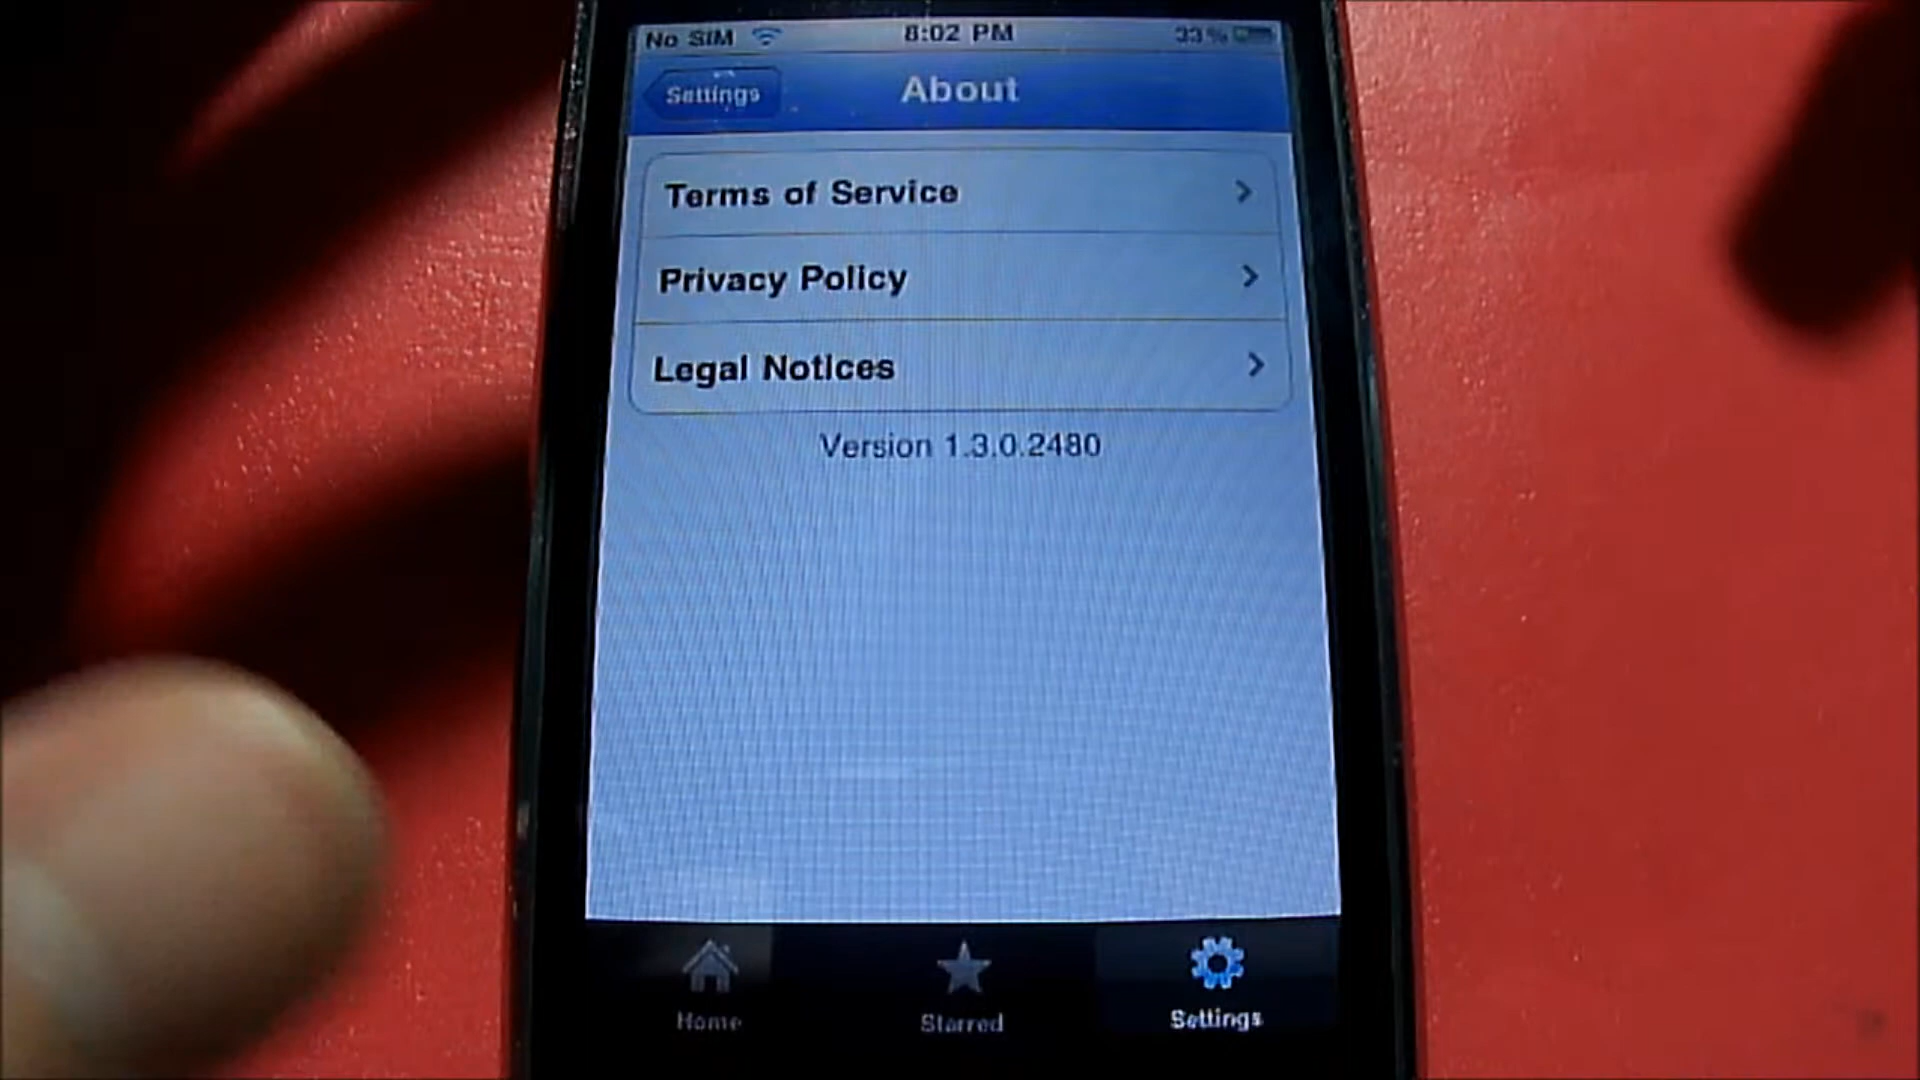 No SIM 8:02 PM 33%
Settings About
Terms of Service
Privacy Policy
Legal Notices
Version 1.3.0.2480
Home Starred Settings